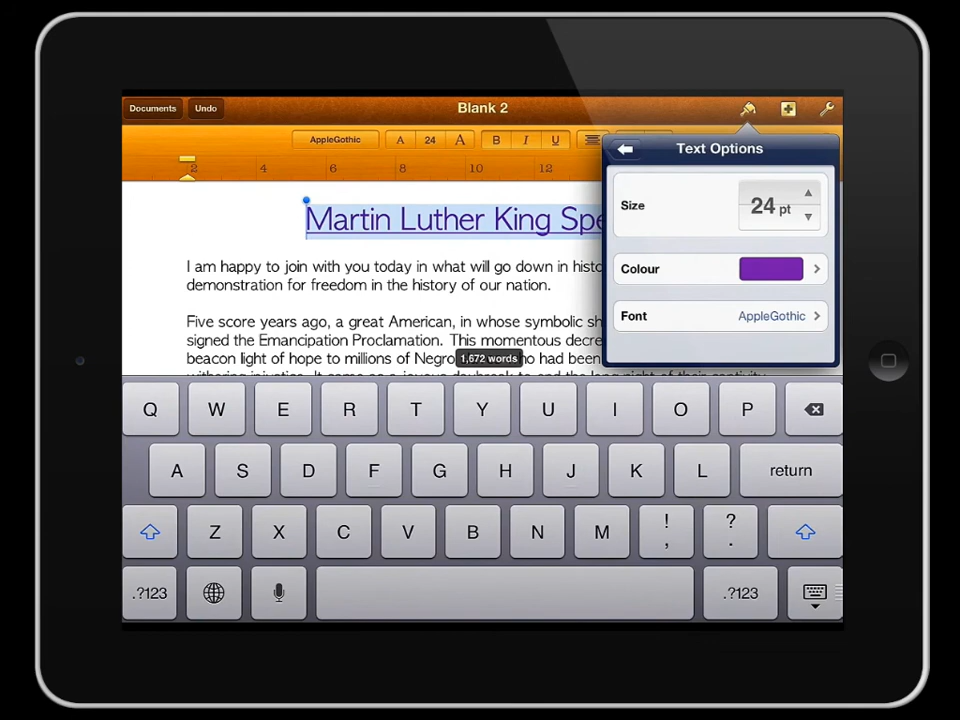 Documents Undo Blank 2
AppleGothic A 24 A B I U
2 4 6 8 10 12
Text Options
Size 24 pt
Colour
Font AppleGothic
Martin Luther King Spe
I am happy to join with you today in what will go down in histo
demonstration for freedom in the history of our nation.
Five score years ago, a great American, in whose symbolic sh
signed the Emancipation Proclamation. This momentous decre
beacon light of hope to millions of Negro ho had been
1,672 words
Q W E R T Y U I O P
A S D F G H J K L return
Z X C V B N M ! , ? .
.?123 .?123